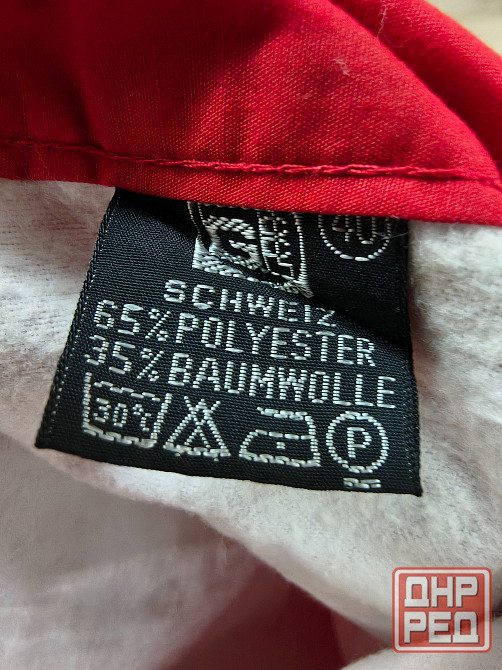 40
SCHWEIZ
65% POLYESTER
35% BAUMWOLLE
30°C
P
ДНР
РЕД